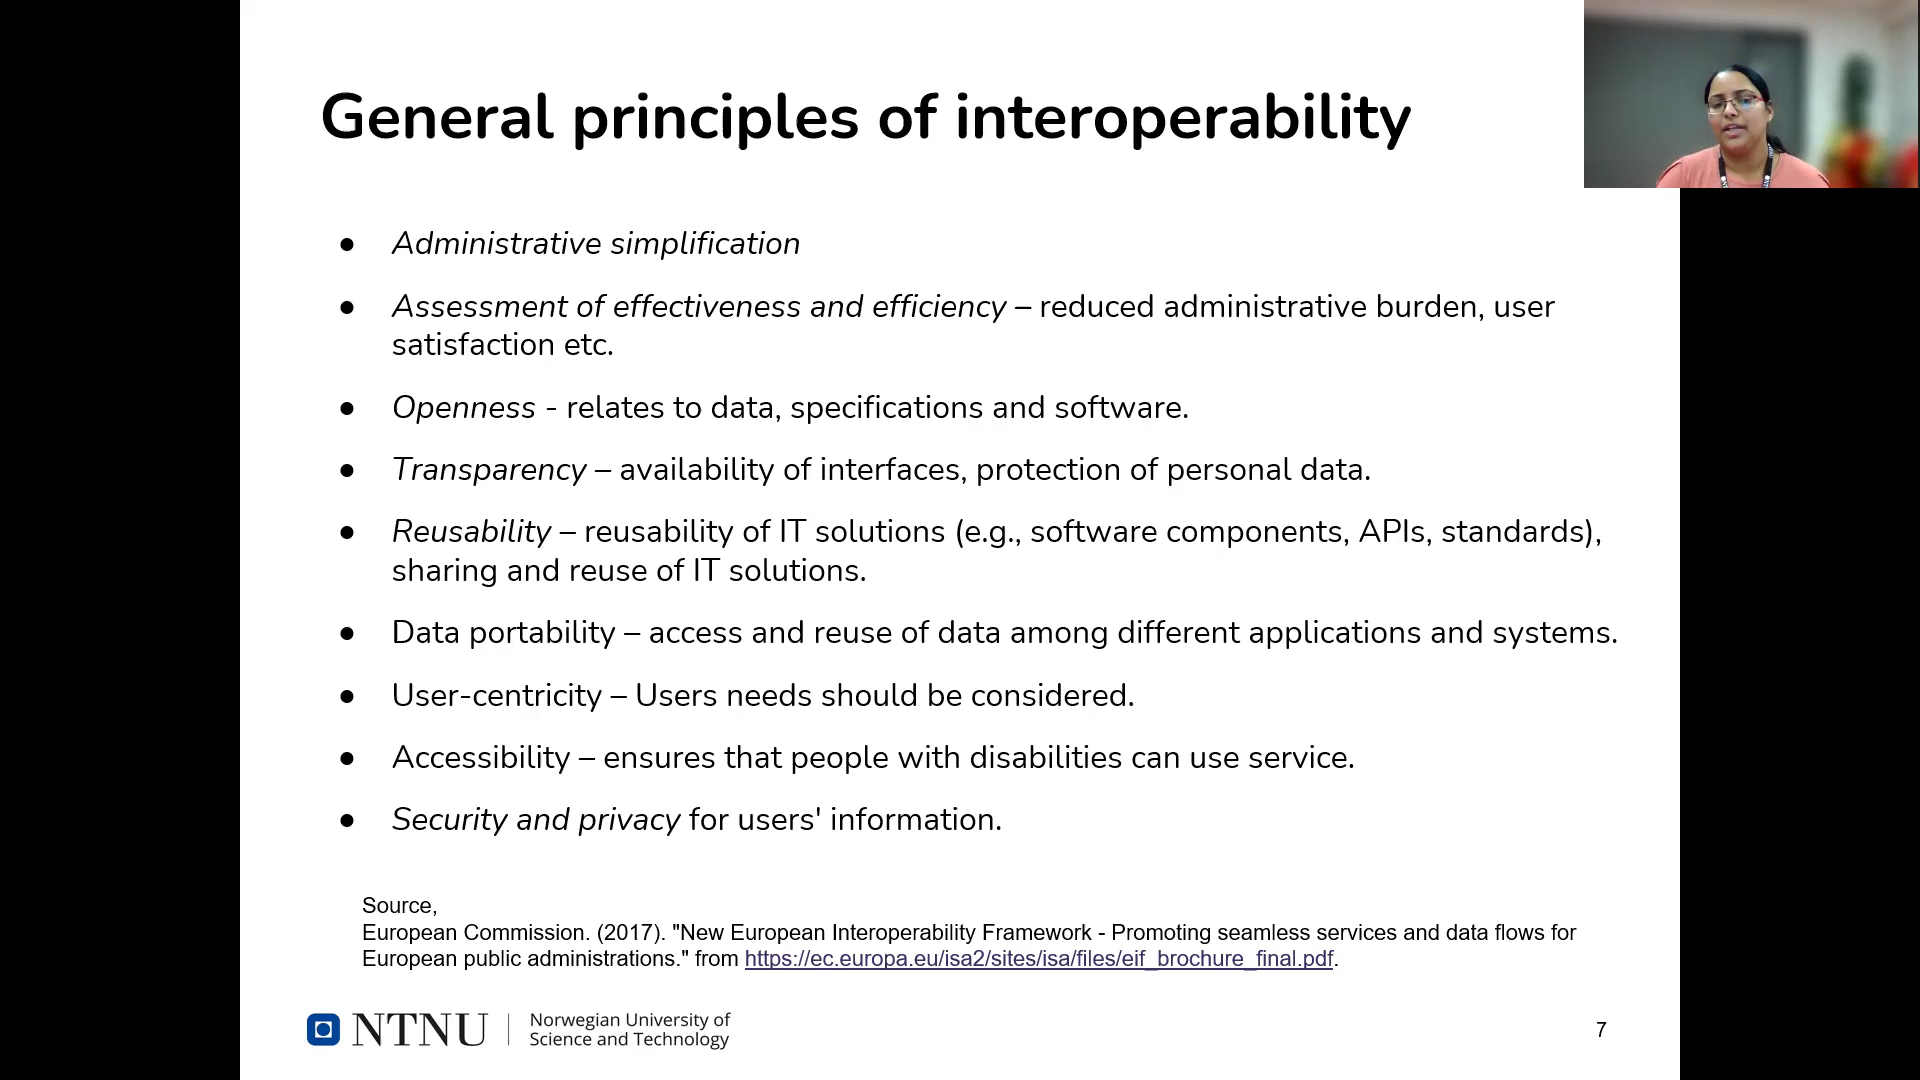 General principles of interoperability
● Administrative simplification
● Assessment of effectiveness and efficiency – reduced administrative burden, user
satisfaction etc.
● Openness - relates to data, specifications and software.
● Transparency – availability of interfaces, protection of personal data.
● Reusability – reusability of IT solutions (e.g., software components, APIs, standards),
sharing and reuse of IT solutions.
● Data portability – access and reuse of data among different applications and systems.
● User-centricity – Users needs should be considered.
● Accessibility – ensures that people with disabilities can use service.
● Security and privacy for users' information.
Source,
European Commission. (2017). "New European Interoperability Framework - Promoting seamless services and data flows for
European public administrations." from https://ec.europa.eu/isa2/sites/isa/files/eif_brochure_final.pdf.
NTNU
Norwegian University of
Science and Technology
7